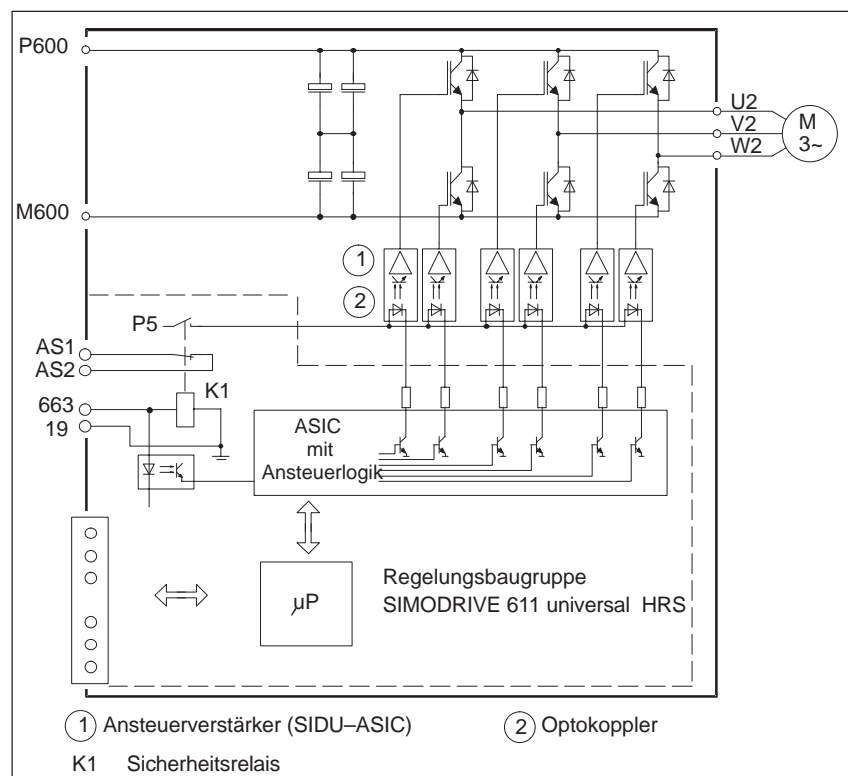 P600
U2
V2
W2
M
3~
M600
1
2
P5
AS1
AS2
K1
663
19
ASIC
mit
Ansteuerlogik
µP
Regelungsbaugruppe
SIMODRIVE 611 universal HRS
1 Ansteuerverstärker (SIDU–ASIC)
2 Optokoppler
K1 Sicherheitsrelais